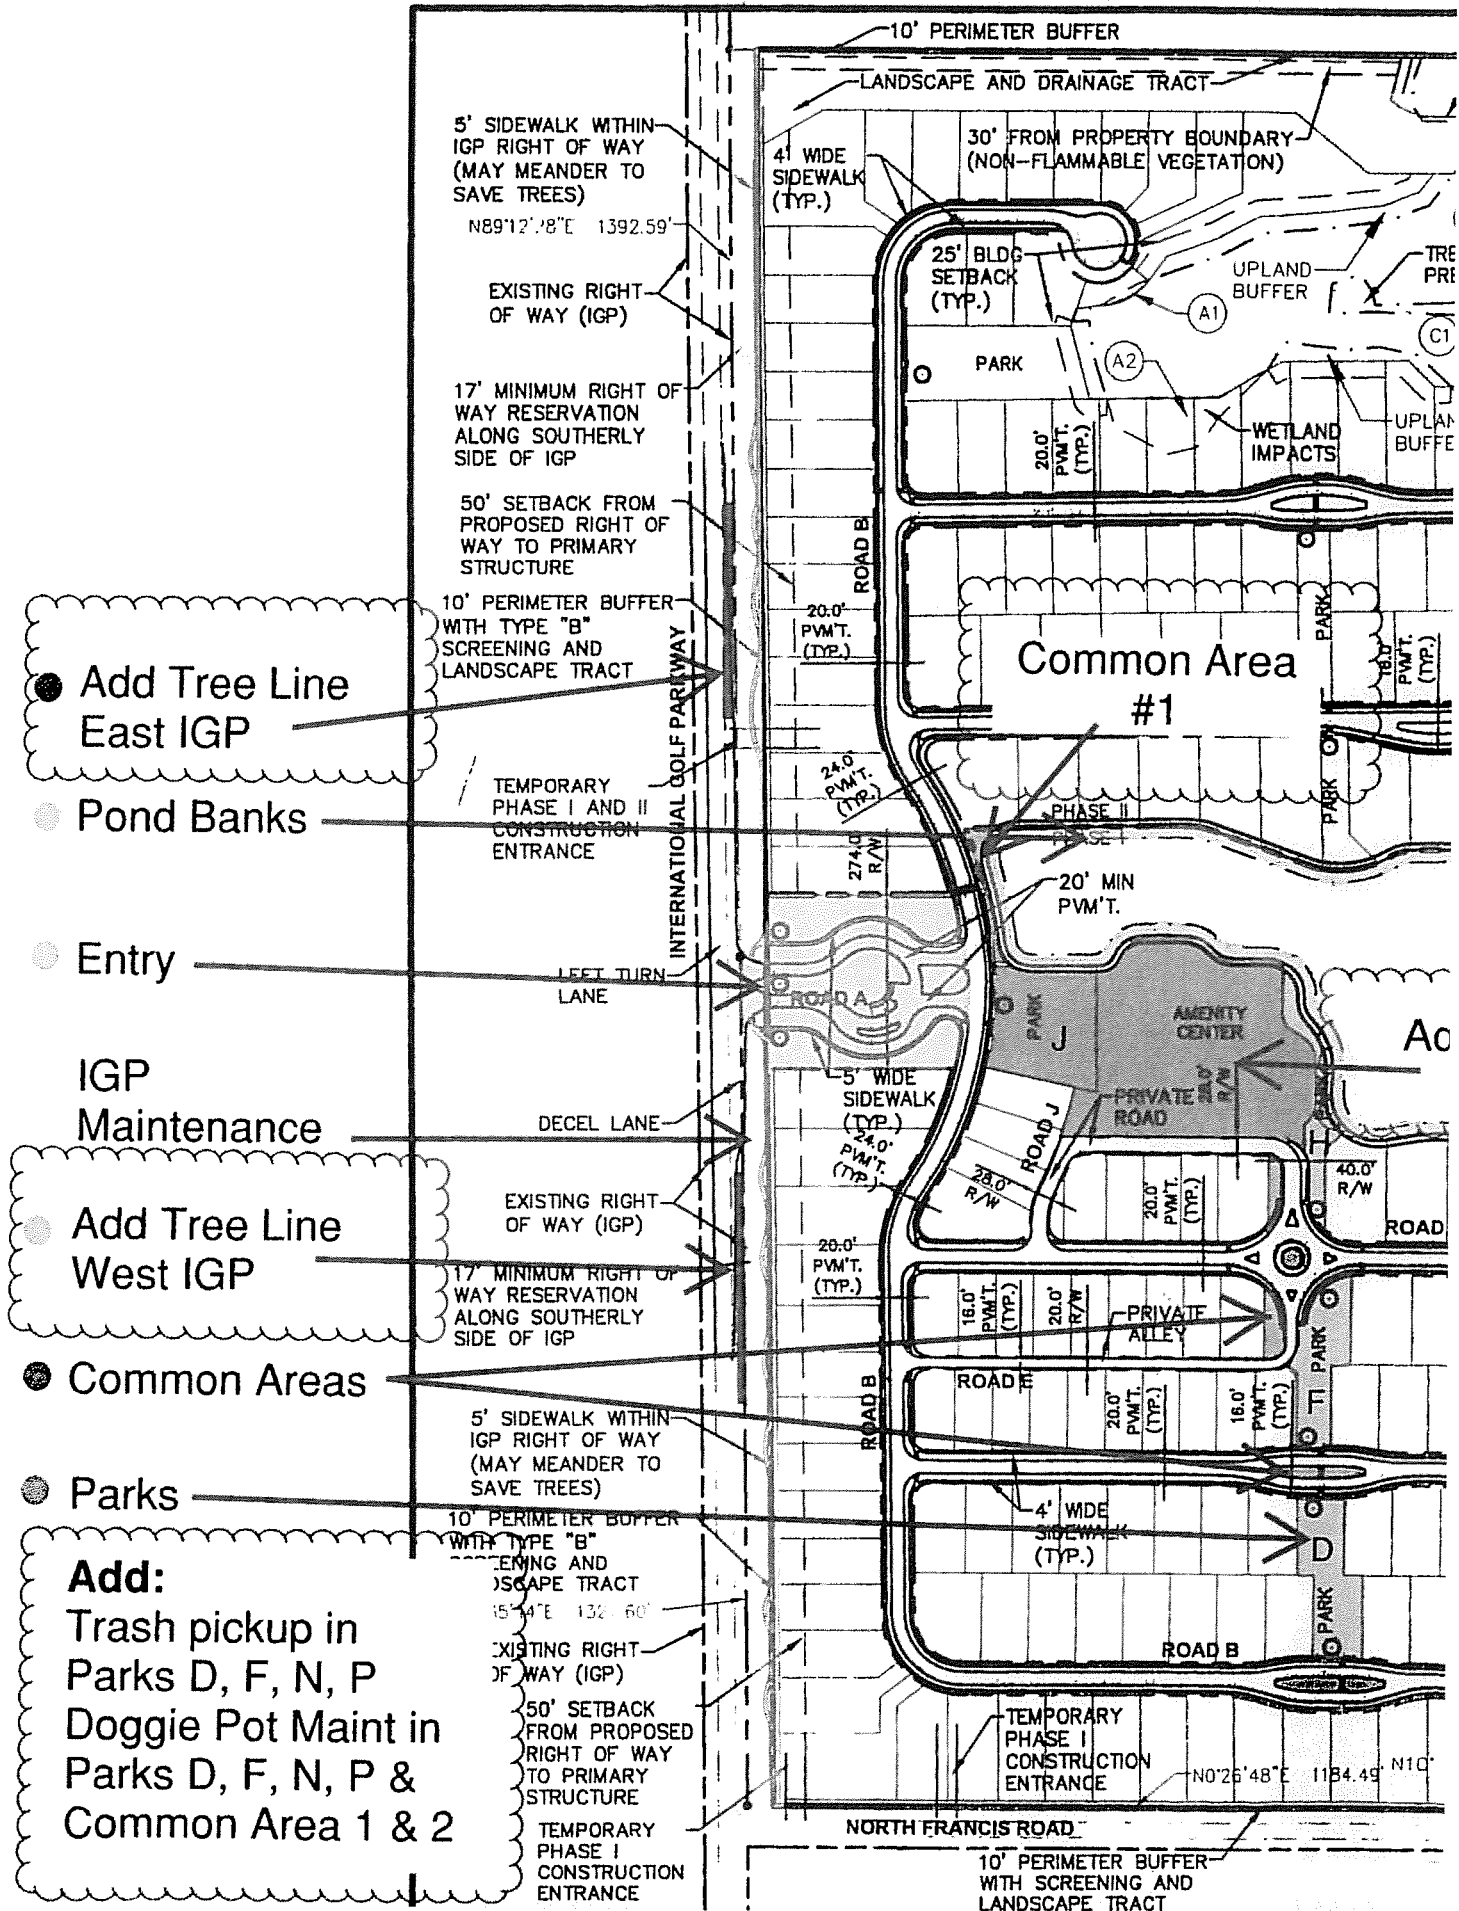 10' PERIMETER BUFFER
LANDSCAPE AND DRAINAGE TRACT
5' SIDEWALK WITHIN
IGP RIGHT OF WAY
(MAY MEANDER TO
SAVE TREES)
4' WIDE
SIDEWALK
(TYP.)
30' FROM PROPERTY BOUNDARY
(NON-FLAMMABLE VEGETATION)
1392.59'
25' BLDG
SETBACK
(TYP.)
UPLAND
BUFFER
A1
C1
EXISTING RIGHT
OF WAY (IGP)
PARK
A2
17' MINIMUM RIGHT OF
WAY RESERVATION
ALONG SOUTHERLY
SIDE OF IGP
WETLAND
IMPACTS
20.0'
PVM'T.
(TYP.)
50' SETBACK FROM
PROPOSED RIGHT OF
WAY TO PRIMARY
STRUCTURE
ROAD B
10' PERIMETER BUFFER
WITH TYPE "B"
SCREENING AND
LANDSCAPE TRACT
20.0'
PVM'T.
(TYP.)
PARK
Common Area
#1
Add Tree Line
East IGP
INTERNATIONAL GOLF PARKWAY
18.0'
PVM'T.
(TYP.)
TEMPORARY
PHASE I AND II
CONSTRUCTION
ENTRANCE
24.0'
PVM'T.
(TYP.)
PARK
Pond Banks
PHASE II
PHASE I
274.0'
R/W
20' MIN
PVM'T.
Entry
LEFT TURN
LANE
ROAD A
PARK
J
AMENITY
CENTER
28.0'
R/W
PARK
IGP
Maintenance
DECEL LANE
5' WIDE
SIDEWALK
(TYP.)
PRIVATE
ROAD
ROAD J
24.0'
PVM'T.
(TYP.)
28.0'
R/W
20.0'
PVM'T.
(TYP.)
40.0'
R/W
ROAD
Add Tree Line
West IGP
EXISTING RIGHT
OF WAY (IGP)
17' MINIMUM RIGHT OF
WAY RESERVATION
ALONG SOUTHERLY
SIDE OF IGP
20.0'
PVM'T.
(TYP.)
16.0'
PVM'T.
(TYP.)
20.0'
R/W
PRIVATE
ALLEY
PARK
Common Areas
ROAD B
ROAD E
20.0'
PVM'T.
(TYP.)
16.0'
PVM'T.
(TYP.)
F
5' SIDEWALK WITHIN
IGP RIGHT OF WAY
(MAY MEANDER TO
SAVE TREES)
Parks
10' PERIMETER BUFFER
WITH TYPE "B"
4' WIDE
SIDEWALK
(TYP.)
D
PARK
Add:
Trash pickup in
Parks D, F, N, P
Doggie Pot Maint in
Parks D, F, N, P &
Common Area 1 & 2
EXISTING RIGHT
OF WAY (IGP)
ROAD B
50' SETBACK
FROM PROPOSED
RIGHT OF WAY
TO PRIMARY
STRUCTURE
TEMPORARY
PHASE I
CONSTRUCTION
ENTRANCE
N0°26'48"E 1184.49'
NORTH FRANCIS ROAD
TEMPORARY
PHASE I
CONSTRUCTION
ENTRANCE
10' PERIMETER BUFFER
WITH SCREENING AND
LANDSCAPE TRACT